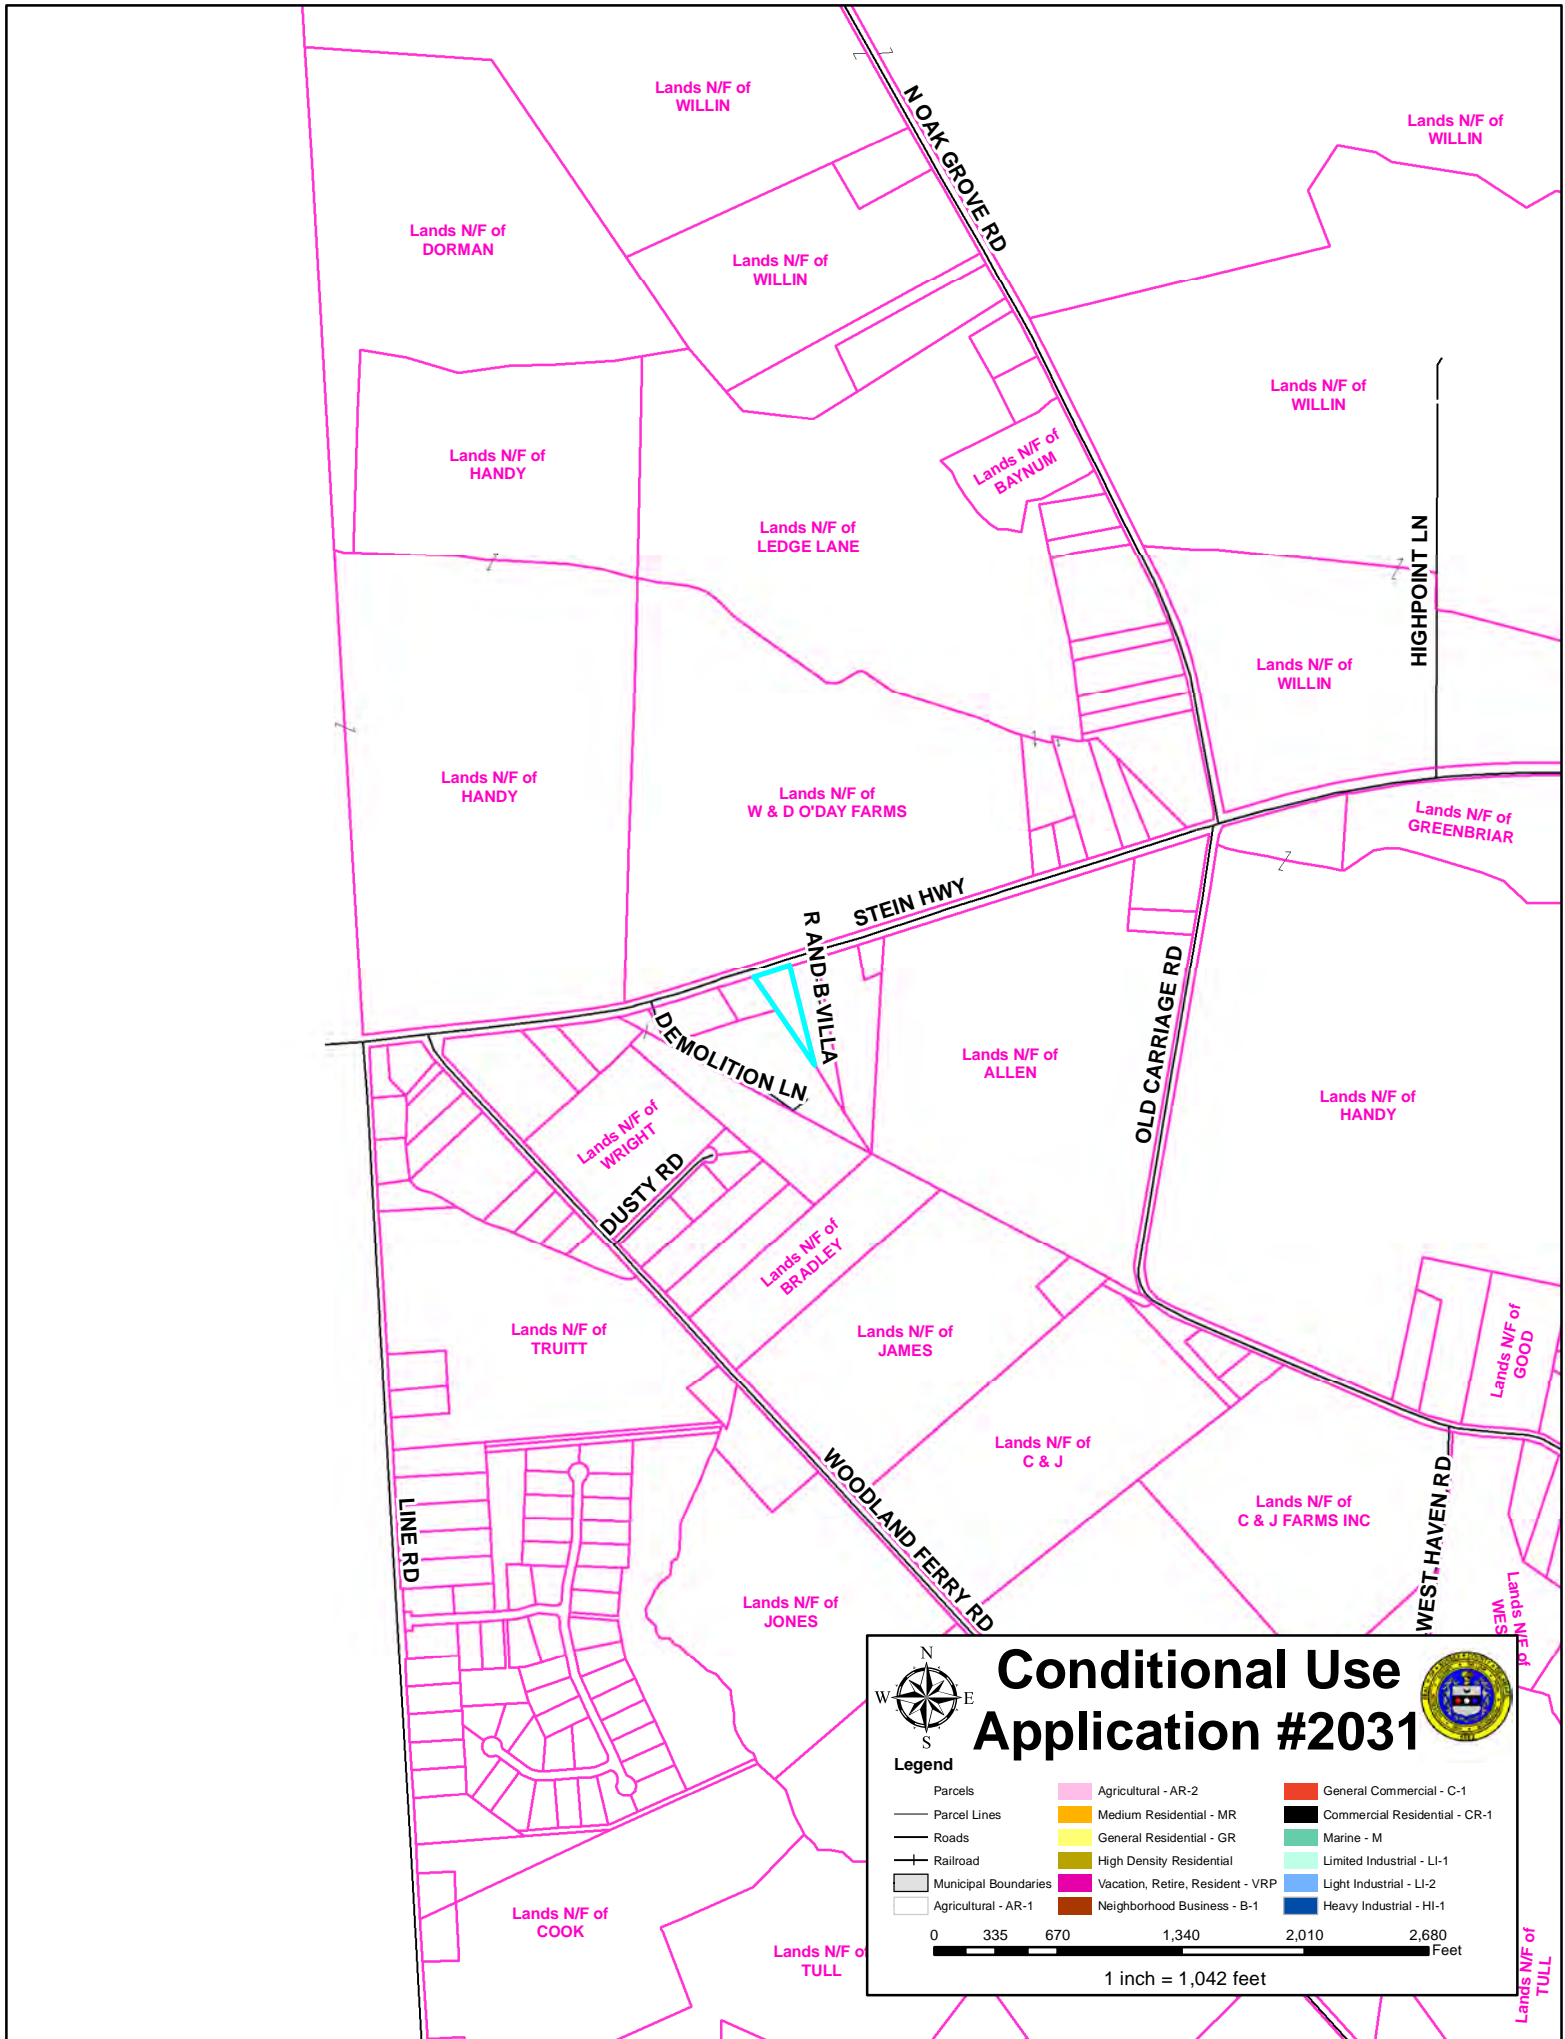 Lands N/F of
WILLIN
N OAK GROVE RD
Lands N/F of
WILLIN
Lands N/F of
DORMAN
Lands N/F of
WILLIN
Lands N/F of
WILLIN
Lands N/F of
HANDY
Lands N/F of
BAYNUM
Lands N/F of
LEDGE LANE
HIGHPOINT LN
Lands N/F of
WILLIN
Lands N/F of
HANDY
Lands N/F of
W & D O'DAY FARMS
Lands N/F of
GREENBRIAR
STEIN HWY
R AND B VILLA
OLD CARRIAGE RD
DEMOLITION LN
Lands N/F of
ALLEN
Lands N/F of
HANDY
Lands N/F of
WRIGHT
DUSTY RD
Lands N/F of
BRADLEY
Lands N/F of
TRUITT
Lands N/F of
JAMES
Lands N/F of
GOOD
Lands N/F of
C & J
WOODLAND FERRY RD
LINE RD
Lands N/F of
C & J FARMS INC
WEST HAVEN RD
Lands N/F of
WES
Lands N/F of
JONES
Lands N/F of
COOK
Lands N/F of
TULL
Lands N/F of
TULL
N
W
E
S
Conditional Use
Application #2031
Legend
Parcels
Parcel Lines
Roads
Railroad
Municipal Boundaries
Agricultural - AR-1
Agricultural - AR-2
Medium Residential - MR
General Residential - GR
High Density Residential
Vacation, Retire, Resident - VRP
Neighborhood Business - B-1
General Commercial - C-1
Commercial Residential - CR-1
Marine - M
Limited Industrial - LI-1
Light Industrial - LI-2
Heavy Industrial - HI-1
0 335 670 1,340 2,010 2,680
Feet
1 inch = 1,042 feet